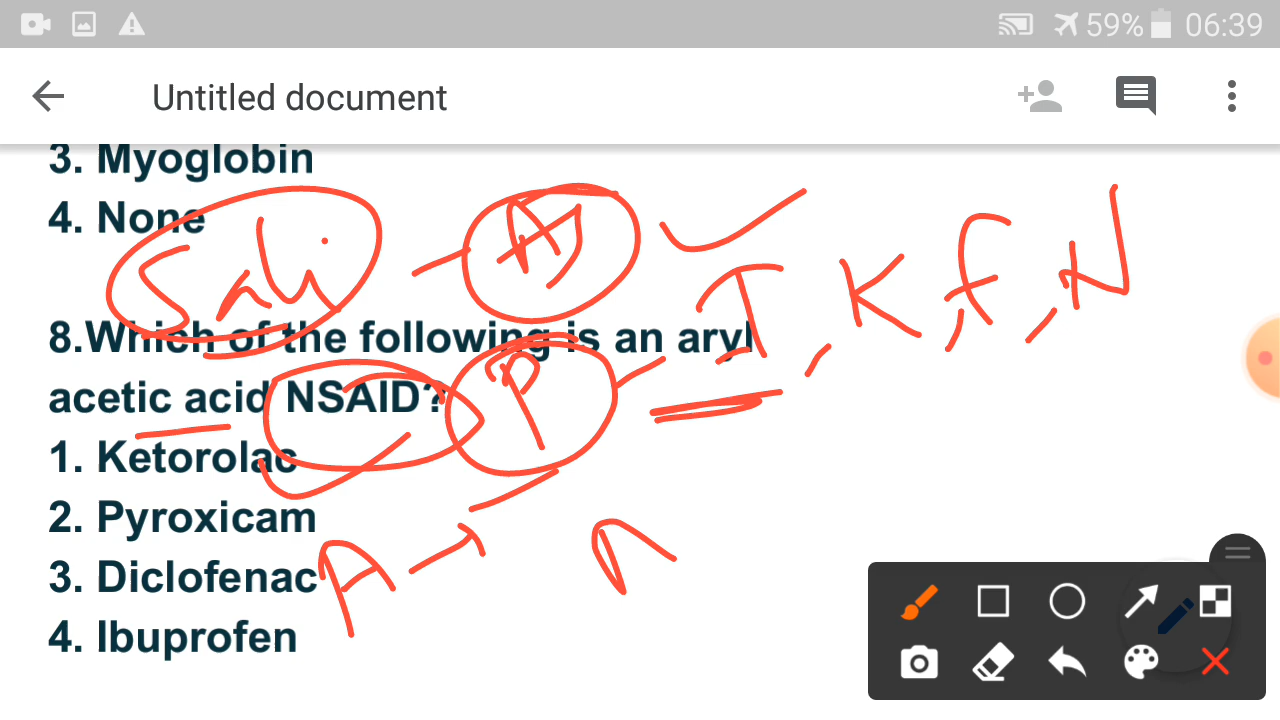 59% 06:39
Untitled document
3. Myoglobin
4. None
Sali - As
I, K, F, N
8.Which of the following is an aryl
acetic acid NSAID?
P
1. Ketorolac
2. Pyroxicam
3. Diclofenac
A
4. Ibuprofen